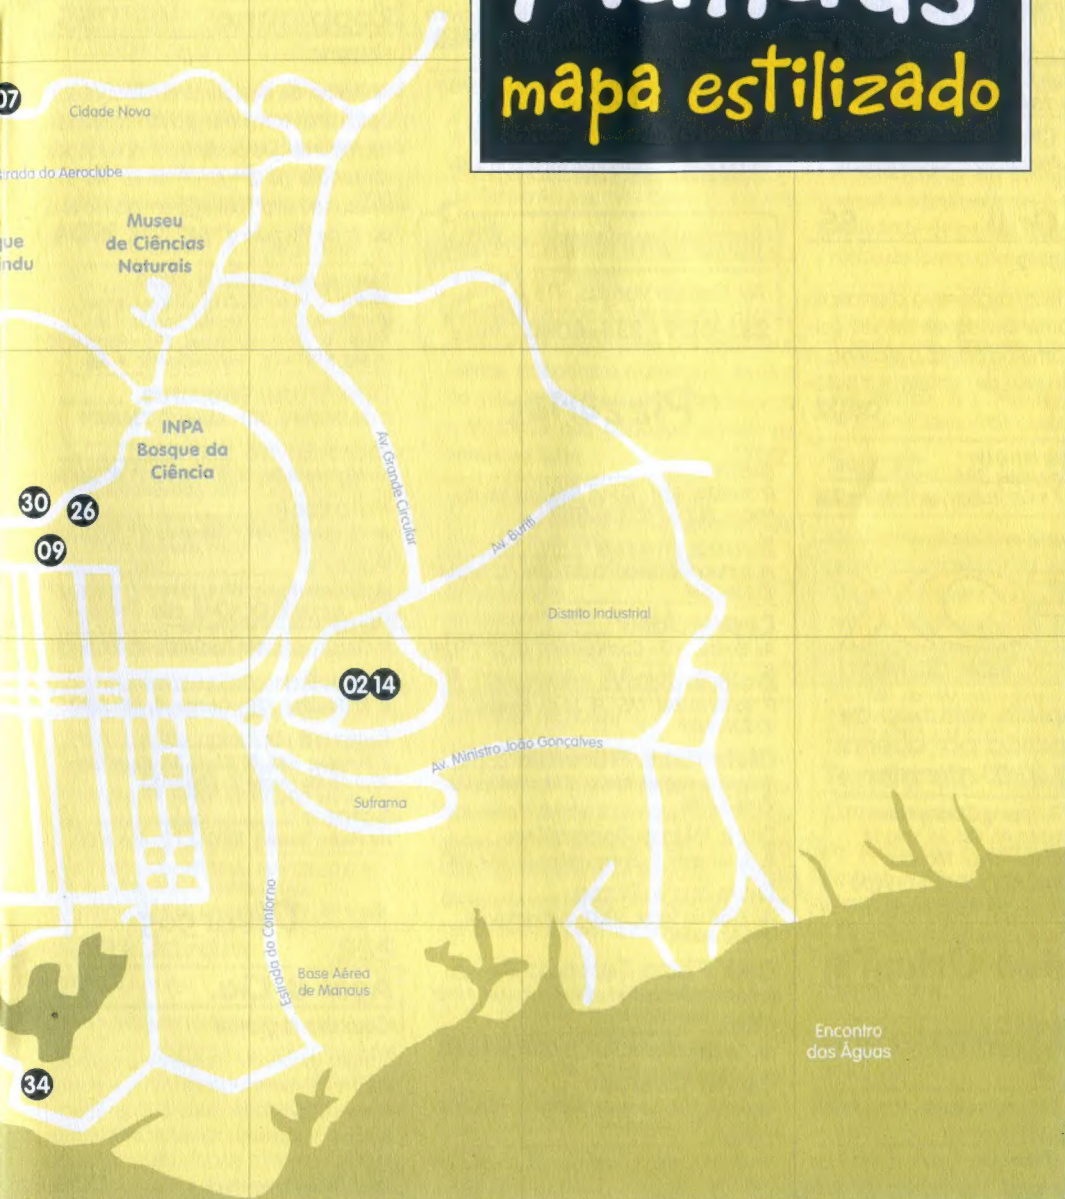 mapa estilizado
07
Cidade Nova
do Aeroclube
Museu
de Ciências
Naturais
INPA
Bosque da
Ciência
30
26
09
Av. Grande Circular
Av. Buriti
Distrito Industrial
02
14
Av. Ministro João Gonçalves
Suframa
Estrada do Contorno
Base Aérea
de Manaus
Encontro
das Águas
34